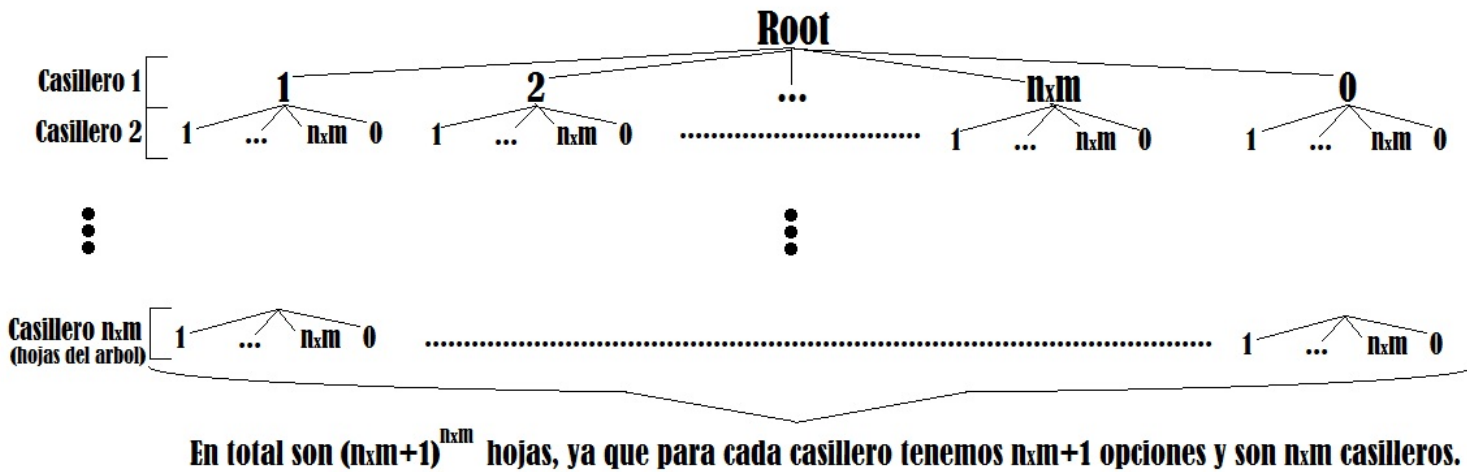 Root
Casillero 1 1 2 ... nxm 0
Casillero 2 1 ... nxm 0 1 ... nxm 0 ............................... 1 ... nxm 0 1 ... nxm 0
Casillero nxm 1 ... nxm 0 ............................... 1 ... nxm 0
(hojas del arbol)
En total son (nxm+1)^nxm hojas, ya que para cada casillero tenemos nxm+1 opciones y son nxm casilleros.